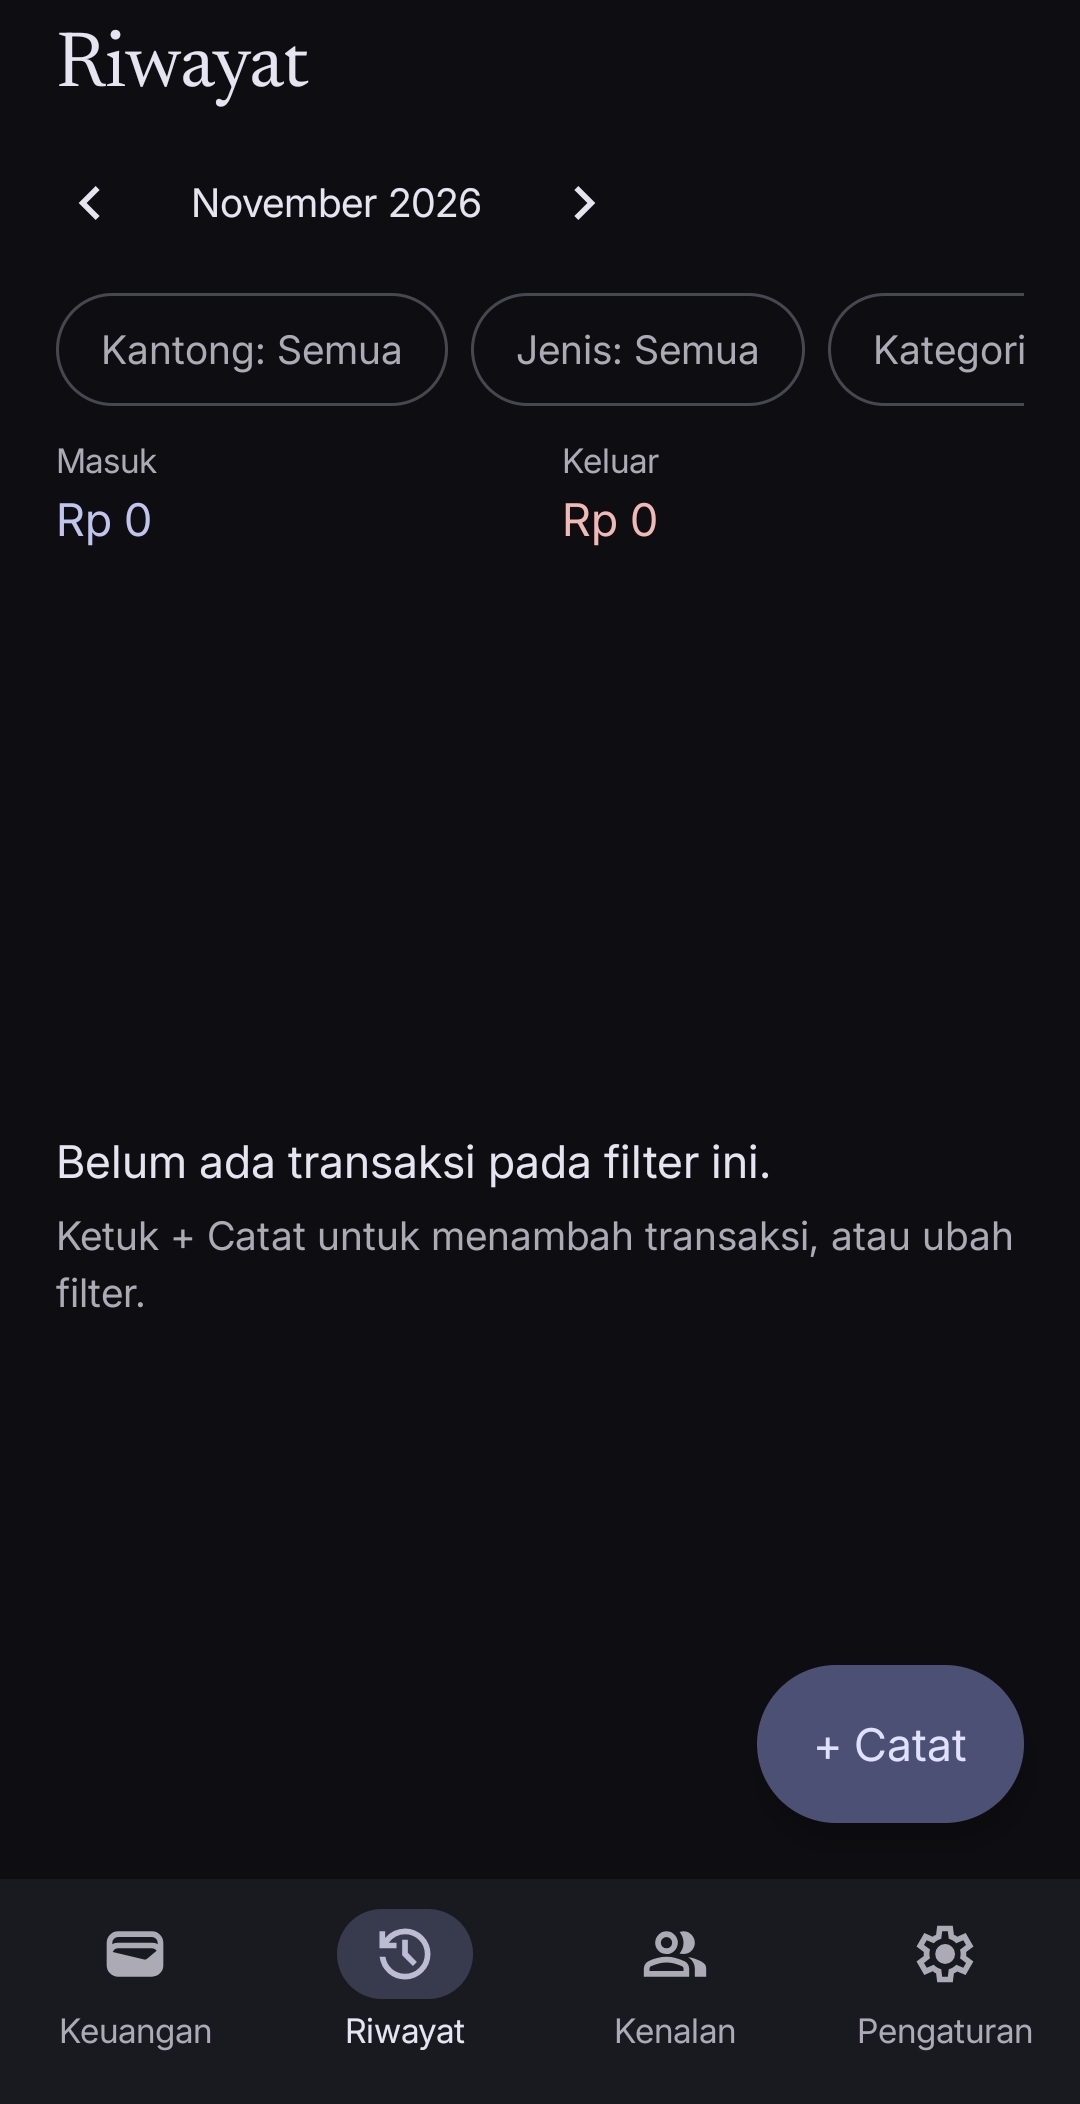 Riwayat
November 2026
Kantong: Semua
Jenis: Semua
Kategori
Masuk
Keluar
Rp 0
Rp 0
Belum ada transaksi pada filter ini.
Ketuk + Catat untuk menambah transaksi, atau ubah
filter.
+ Catat
Keuangan
Riwayat
Kenalan
Pengaturan